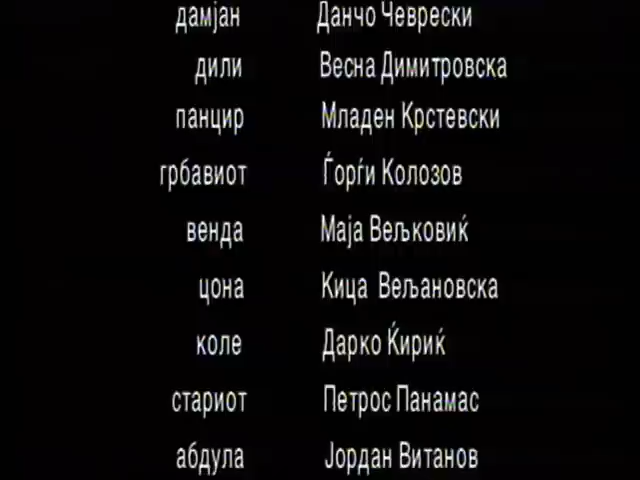 дамјан Данчо Чеврески
дили Весна Димитровска
панцир Младен Крстевски
грбавиот Ѓорѓи Колозов
венда Маја Вељковиќ
цона Кица Вељановска
коле Дарко Ќириќ
стариот Петрос Панамас
абдула Јордан Витанов